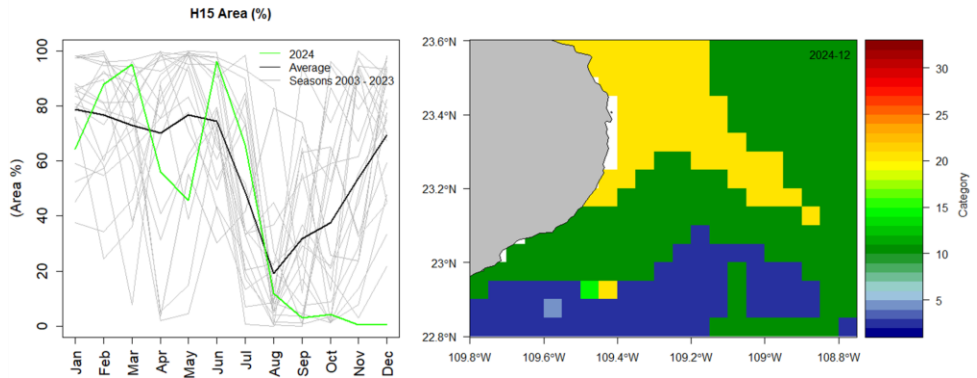 H15 Area (%)
(Area %)
100
80
60
40
20
0
Jan Feb Mar Apr May Jun Jul Aug Sep Oct Nov Dec
2024
Average
Seasons 2003 - 2023
2024-12
23.6°N
23.4°N
23.2°N
23°N
22.8°N
109.8°W 109.6°W 109.4°W 109.2°W 109°W 108.8°W
30
25
20
15
10
5
Category